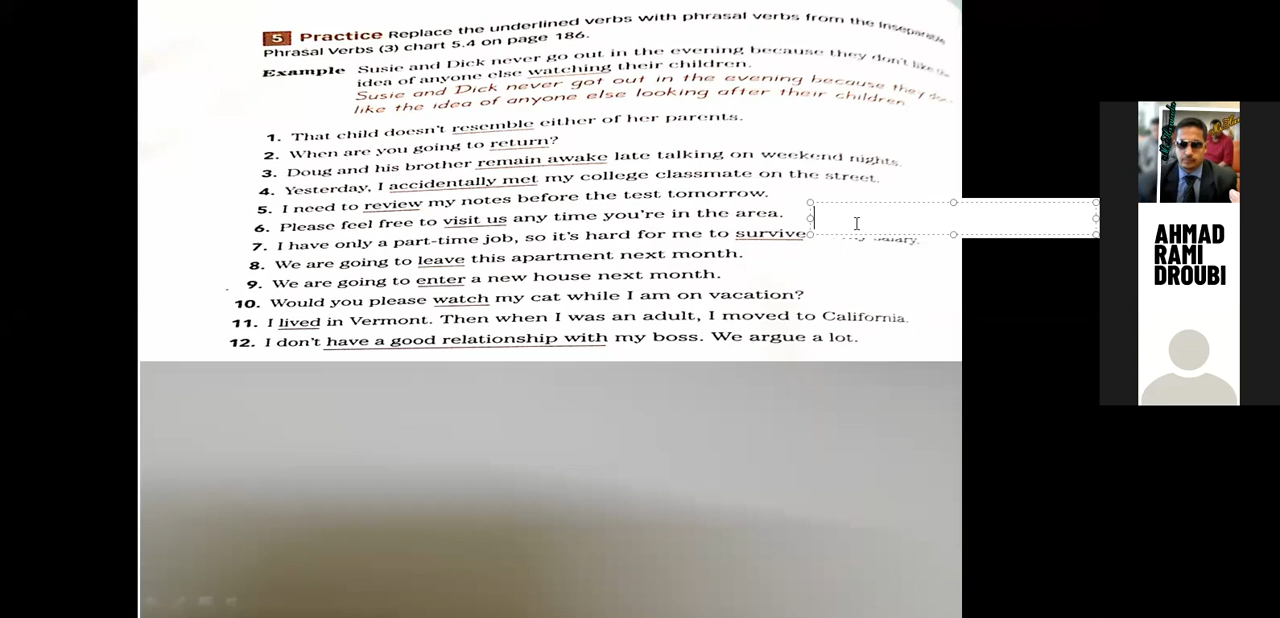 5 Practice Replace the underlined verbs with phrasal verbs from the Inseparable
Phrasal Verbs (3) chart 5.4 on page 186.
Example Susie and Dick never go out in the evening because they don't like the
idea of anyone else watching their children.
Susie and Dick never got out in the evening because they
like the idea of anyone else looking after their children
1. That child doesn't resemble either of her parents.
2. When are you going to return?
3. Doug and his brother remain awake late talking on weekend nights.
4. Yesterday, I accidentally met my college classmate on the street.
5. I need to review my notes before the test tomorrow.
6. Please feel free to visit us any time you're in the area.
7. I have only a part-time job, so it's hard for me to survive my salary.
8. We are going to leave this apartment next month.
9. We are going to enter a new house next month.
10. Would you please watch my cat while I am on vacation?
11. I lived in Vermont. Then when I was an adult, I moved to California.
12. I don't have a good relationship with my boss. We argue a lot.
AHMAD
RAMI
DROUBI